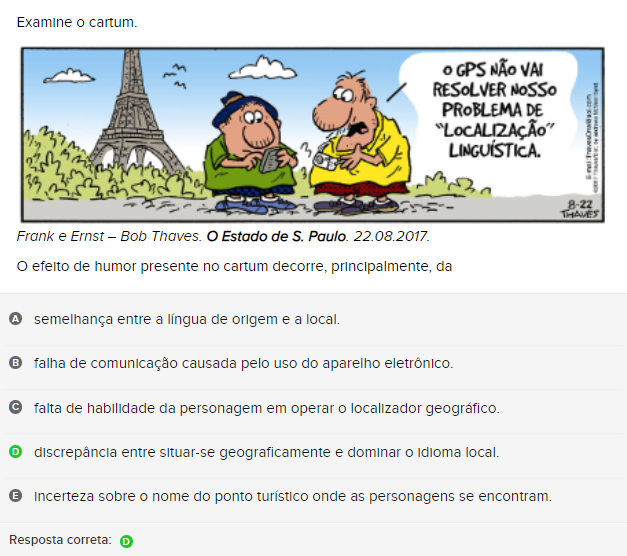 Examine o cartum.
O GPS NÃO VAI
RESOLVER NOSSO
PROBLEMA DE
"LOCALIZAÇÃO"
LINGUÍSTICA.
8-22
THAVES
Frank e Ernst – Bob Thaves. O Estado de S. Paulo. 22.08.2017.
O efeito de humor presente no cartum decorre, principalmente, da
A semelhança entre a língua de origem e a local.
B falha de comunicação causada pelo uso do aparelho eletrônico.
C falta de habilidade da personagem em operar o localizador geográfico.
D discrepância entre situar-se geograficamente e dominar o idioma local.
E incerteza sobre o nome do ponto turístico onde as personagens se encontram.
Resposta correta: D